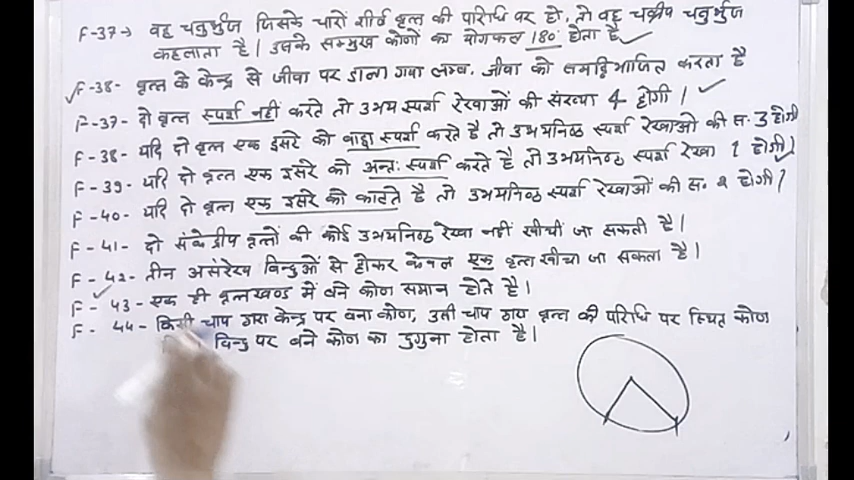 F-37→ वह चतुर्भुज जिसके चारों शीर्ष वृत्त की परिधि पर हो, तो वह चक्रीय चतुर्भुज
कहलाता है। उसके सम्मुख कोणों का योगफल 180° होता है
F-38- वृत्त के केन्द्र से जीवा पर डाला गया लम्ब, जीवा को समद्विभाजित करता है
F-37- दो वृत्त स्पर्श नहीं करते तो उभय स्पर्श रेखाओं की संख्या 4 होगी।
F-38- यदि दो वृत्त एक दूसरे को बाह्य स्पर्श करते है तो उभयनिष्ठ स्पर्श रेखाओं की स. 3 होगी
F-39- यदि दो वृत्त एक दूसरे को अन्तः स्पर्श करते है तो उभयनिष्ठ स्पर्श रेखा 1 होगी।
F-40- यदि दो वृत्त एक दूसरे को काटते है तो उभयनिष्ठ स्पर्श रेखाओं की स. 2 होगी।
F-41- दो संकेन्द्रीय वृत्तों की कोई उभयनिष्ठ रेखा नहीं खींची जा सकती है।
F-42- तीन असंरेख बिन्दुओं से होकर केवल एक वृत्त खींचा जा सकता है।
F-43- एक ही वृत्तखण्ड में बने कोण समान होते है।
F-44- किसी चाप द्वारा केन्द्र पर बना कोण, उसी चाप द्वारा वृत्त की परिधि पर स्थित कोण
बिन्दु पर बने कोण का दुगुना होता है।